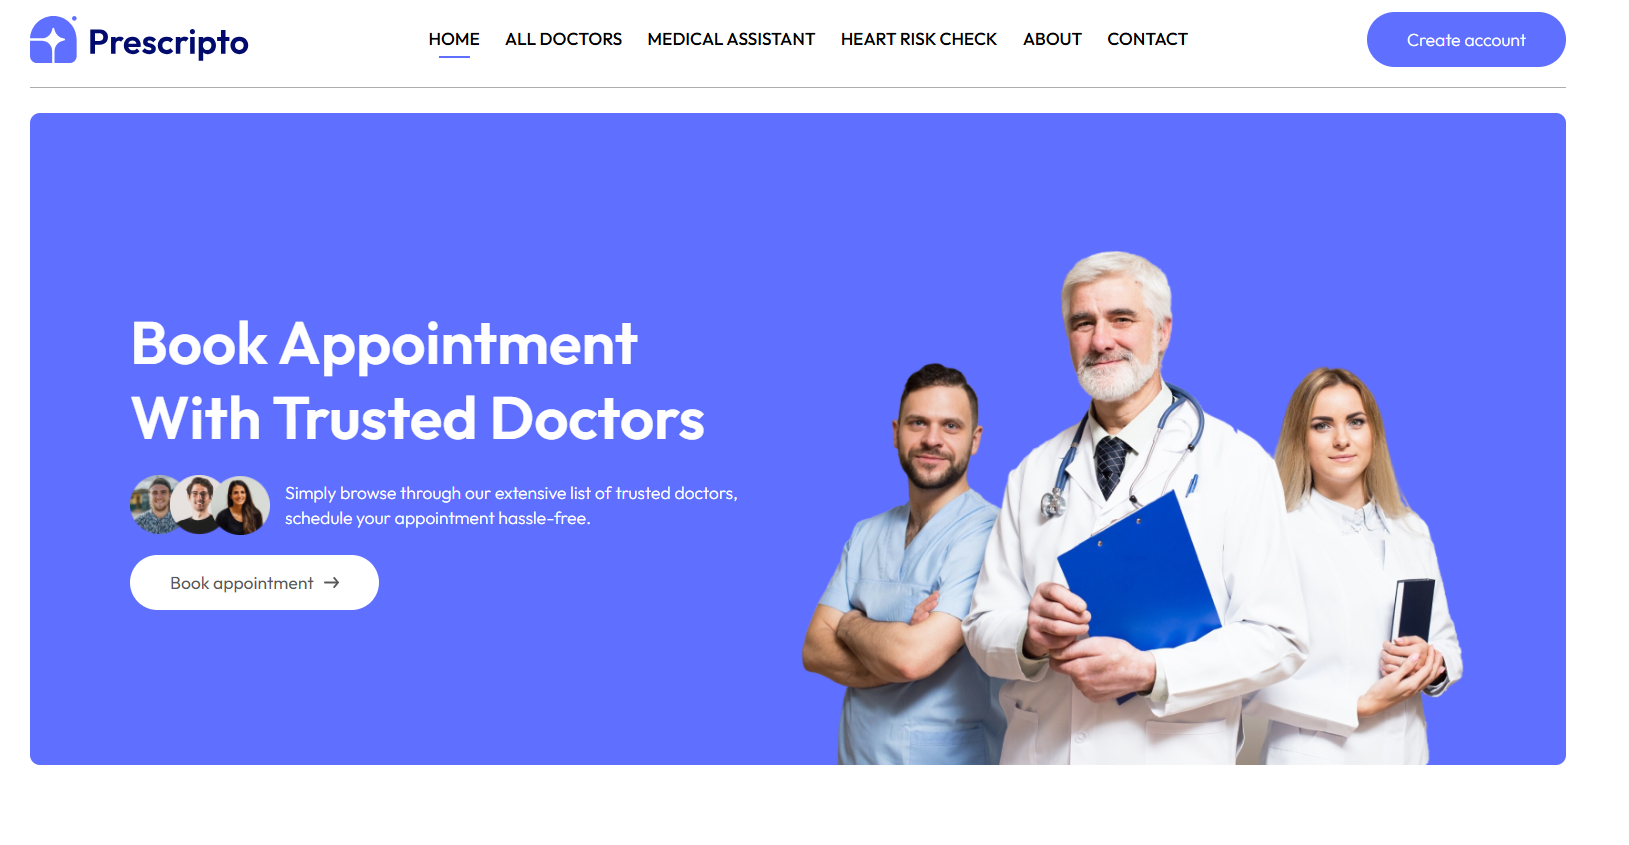 Prescripto
HOME
ALL DOCTORS
MEDICAL ASSISTANT
HEART RISK CHECK
ABOUT
CONTACT
Create account
Book Appointment
With Trusted Doctors
Simply browse through our extensive list of trusted doctors,
schedule your appointment hassle-free.
Book appointment →